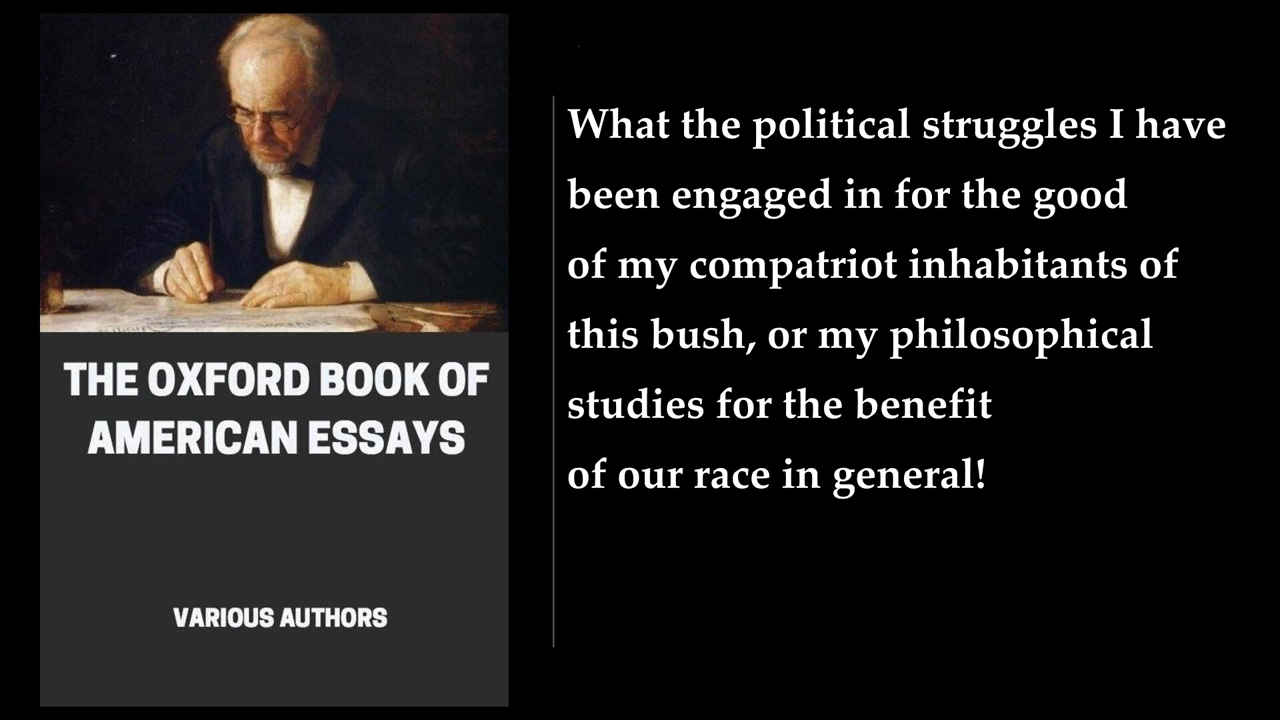 THE OXFORD BOOK OF
AMERICAN ESSAYS
VARIOUS AUTHORS
What the political struggles I have
been engaged in for the good
of my compatriot inhabitants of
this bush, or my philosophical
studies for the benefit
of our race in general!